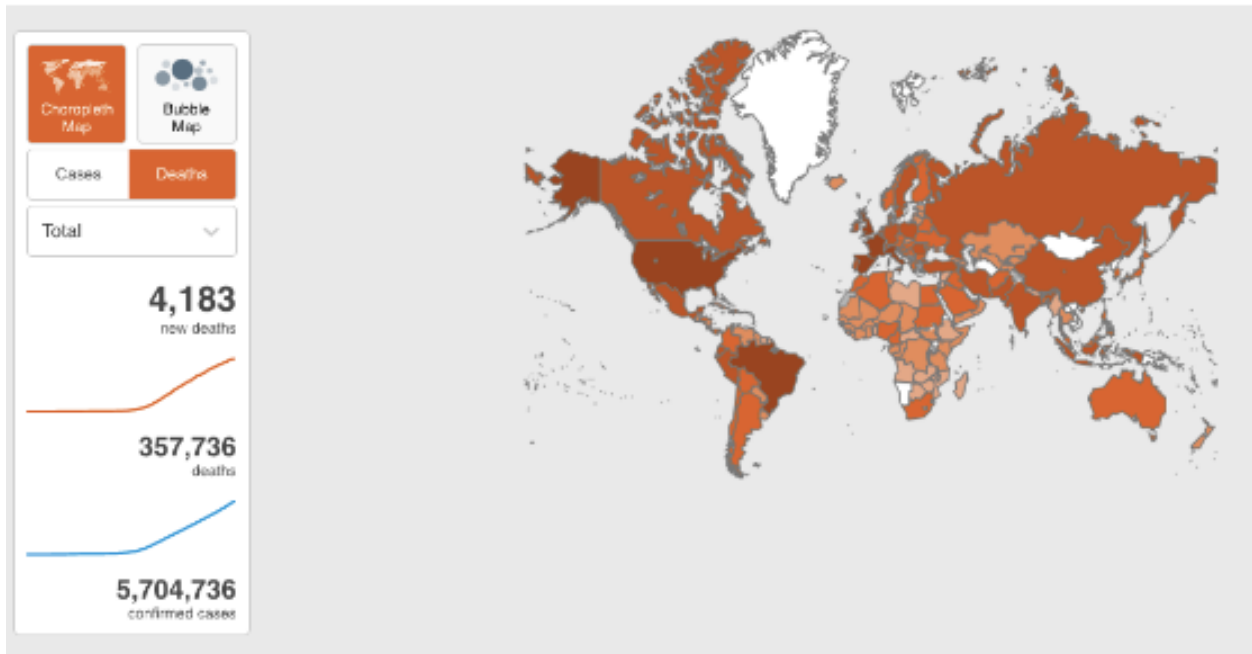 Choropleth
Map
Bubble
Map
Cases
Deaths
Total
4,183
new deaths
357,736
deaths
5,704,736
confirmed cases